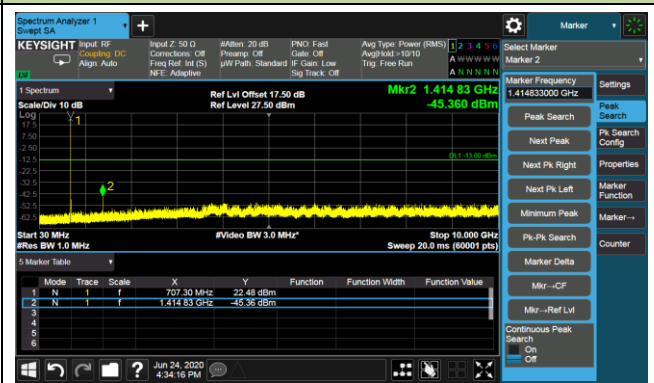 Spectrum Analyzer 1
Swept SA
Marker
KEYSIGHT
Input: RF
Coupling: DC
Align: Auto
Input Z: 50 Ω
Corrections: Off
Freq Ref: Int (S)
NFE: Adaptive
#Atten: 20 dB
Preamp: Off
µW Path: Standard
PNO: Fast
Gate: Off
IF Gain: Low
Sig Track: Off
Avg Type: Power (RMS)
Avg|Hold:>10/10
Trig: Free Run
1 2 3 4 5 6
A W W W W W
A N N N N N
LXI
Select Marker
Marker 2
1 Spectrum
Scale/Div 10 dB
Log
Ref Lvl Offset 17.50 dB
Ref Level 27.50 dBm
Mkr2 1.414 83 GHz
-45.360 dBm
17.5
7.50
-2.50
-12.5
-22.5
-32.5
-42.5
-52.5
-62.5
1
2
DL1 -13.00 dBm
Start 30 MHz
#Res BW 1.0 MHz
#Video BW 3.0 MHz*
Stop 10.000 GHz
Sweep 20.0 ms (60001 pts)
5 Marker Table
Mode Trace Scale X Y Function Function Width Function Value
1 N 1 f 707.30 MHz 22.48 dBm
2 N 1 f 1.414 83 GHz -45.36 dBm
3
4
5
6
Marker Frequency
1.414833000 GHz
Peak Search
Next Peak
Next Pk Right
Next Pk Left
Minimum Peak
Pk-Pk Search
Marker Delta
Mkr→CF
Mkr→Ref Lvl
Continuous Peak
Search
On
Off
Settings
Peak
Search
Pk Search
Config
Properties
Marker
Function
Marker→
Counter
?
Jun 24, 2020
4:34:16 PM